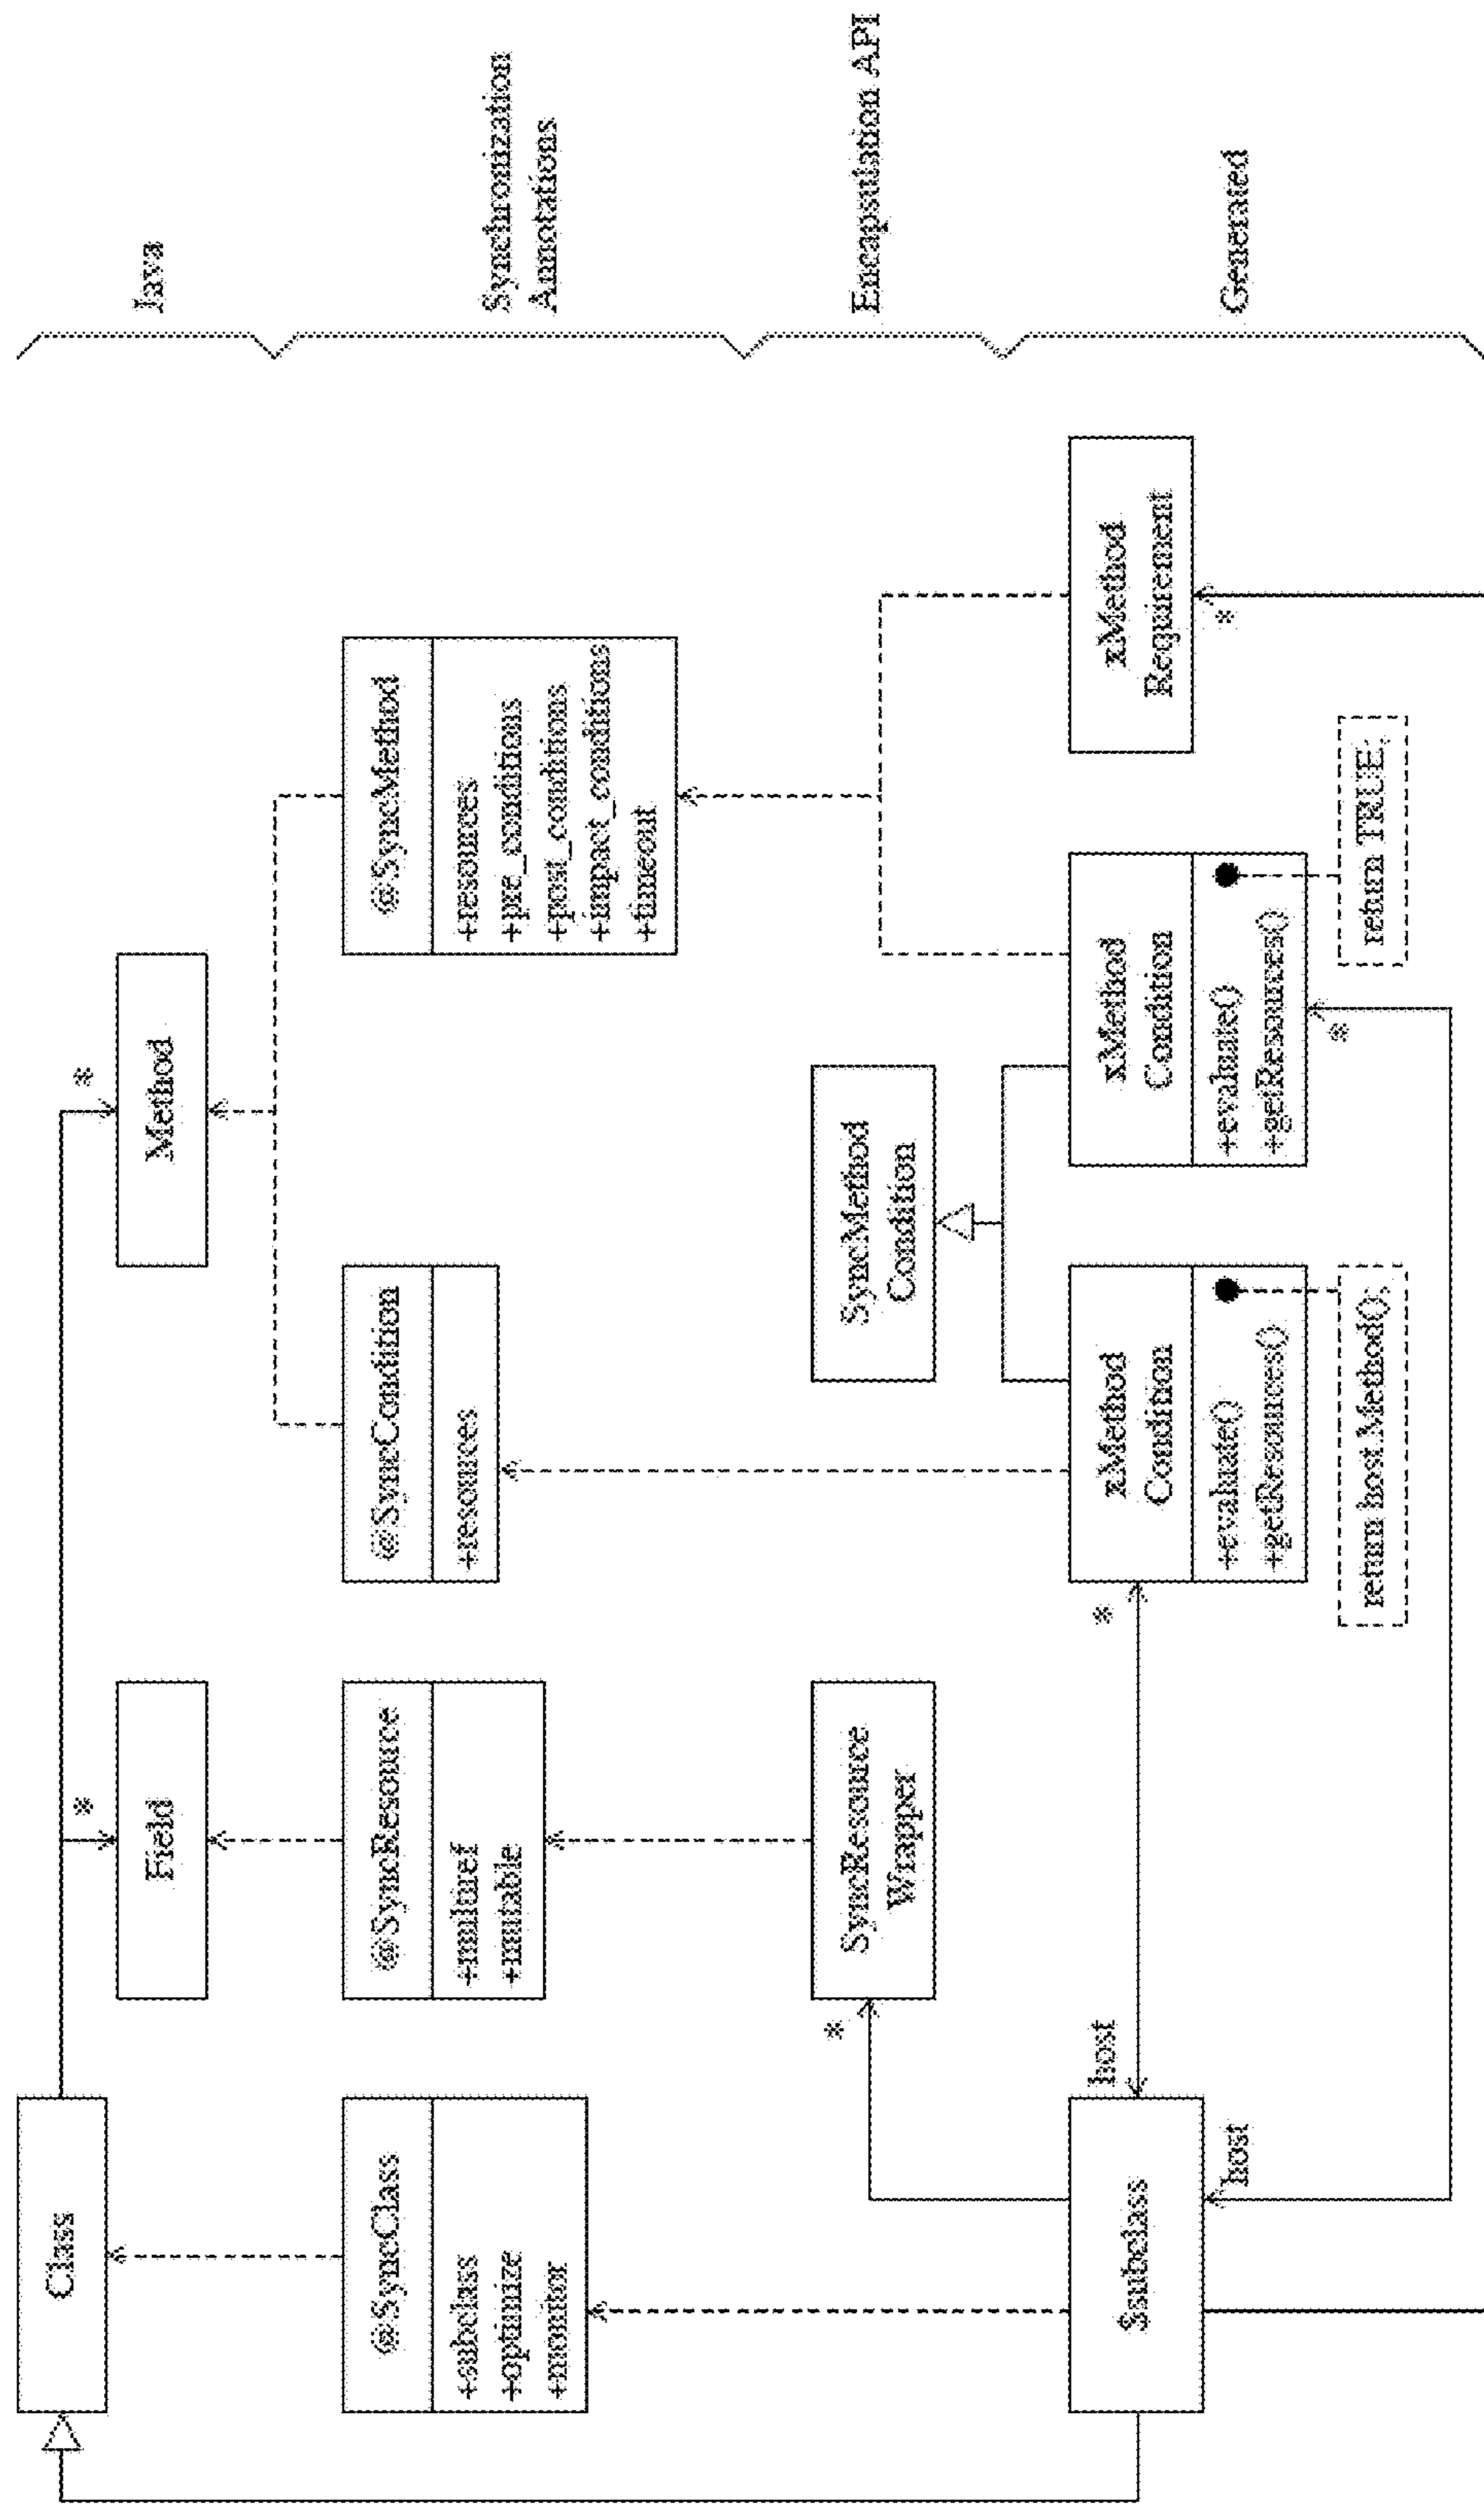 Class
*
Field
*
Method
Java
@SyncClass
+subclass
+optimize
+monitor
@SyncResource
+multiref
+mutable
@SyncCondition
+resources
@SyncMethod
+resources
+pre_conditions
+post_conditions
+impact_conditions
+timeout
Synchronization
Annotations
*
SyncResource
Wrapper
SyncMethod
Condition
Encapsulation API
$subclass
host
host
*
xMethod
Condition
+evaluate()
+getResources()
return host.Method();
xMethod
Condition
+evaluate()
+getResources()
*
return TRUE;
xMethod
Requirement
*
Generated